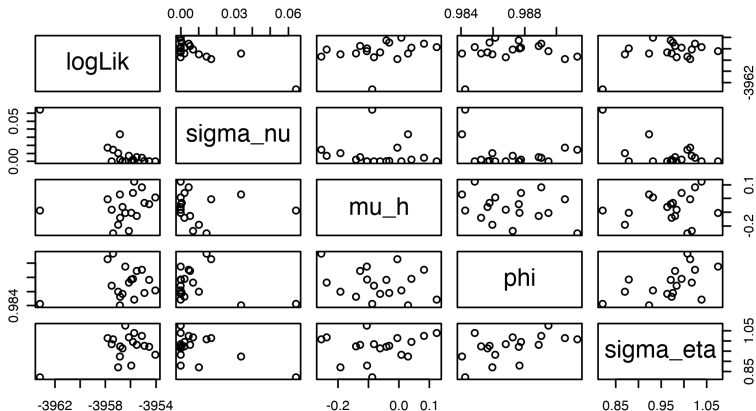 0.00 0.03 0.06
0.984 0.988
logLik
-3962
0.00 0.05
sigma_nu
mu_h
-0.2 0.1
0.984
phi
sigma_eta
0.85 1.05
-3962 -3958 -3954
-0.2 0.0 0.1
0.85 0.95 1.05